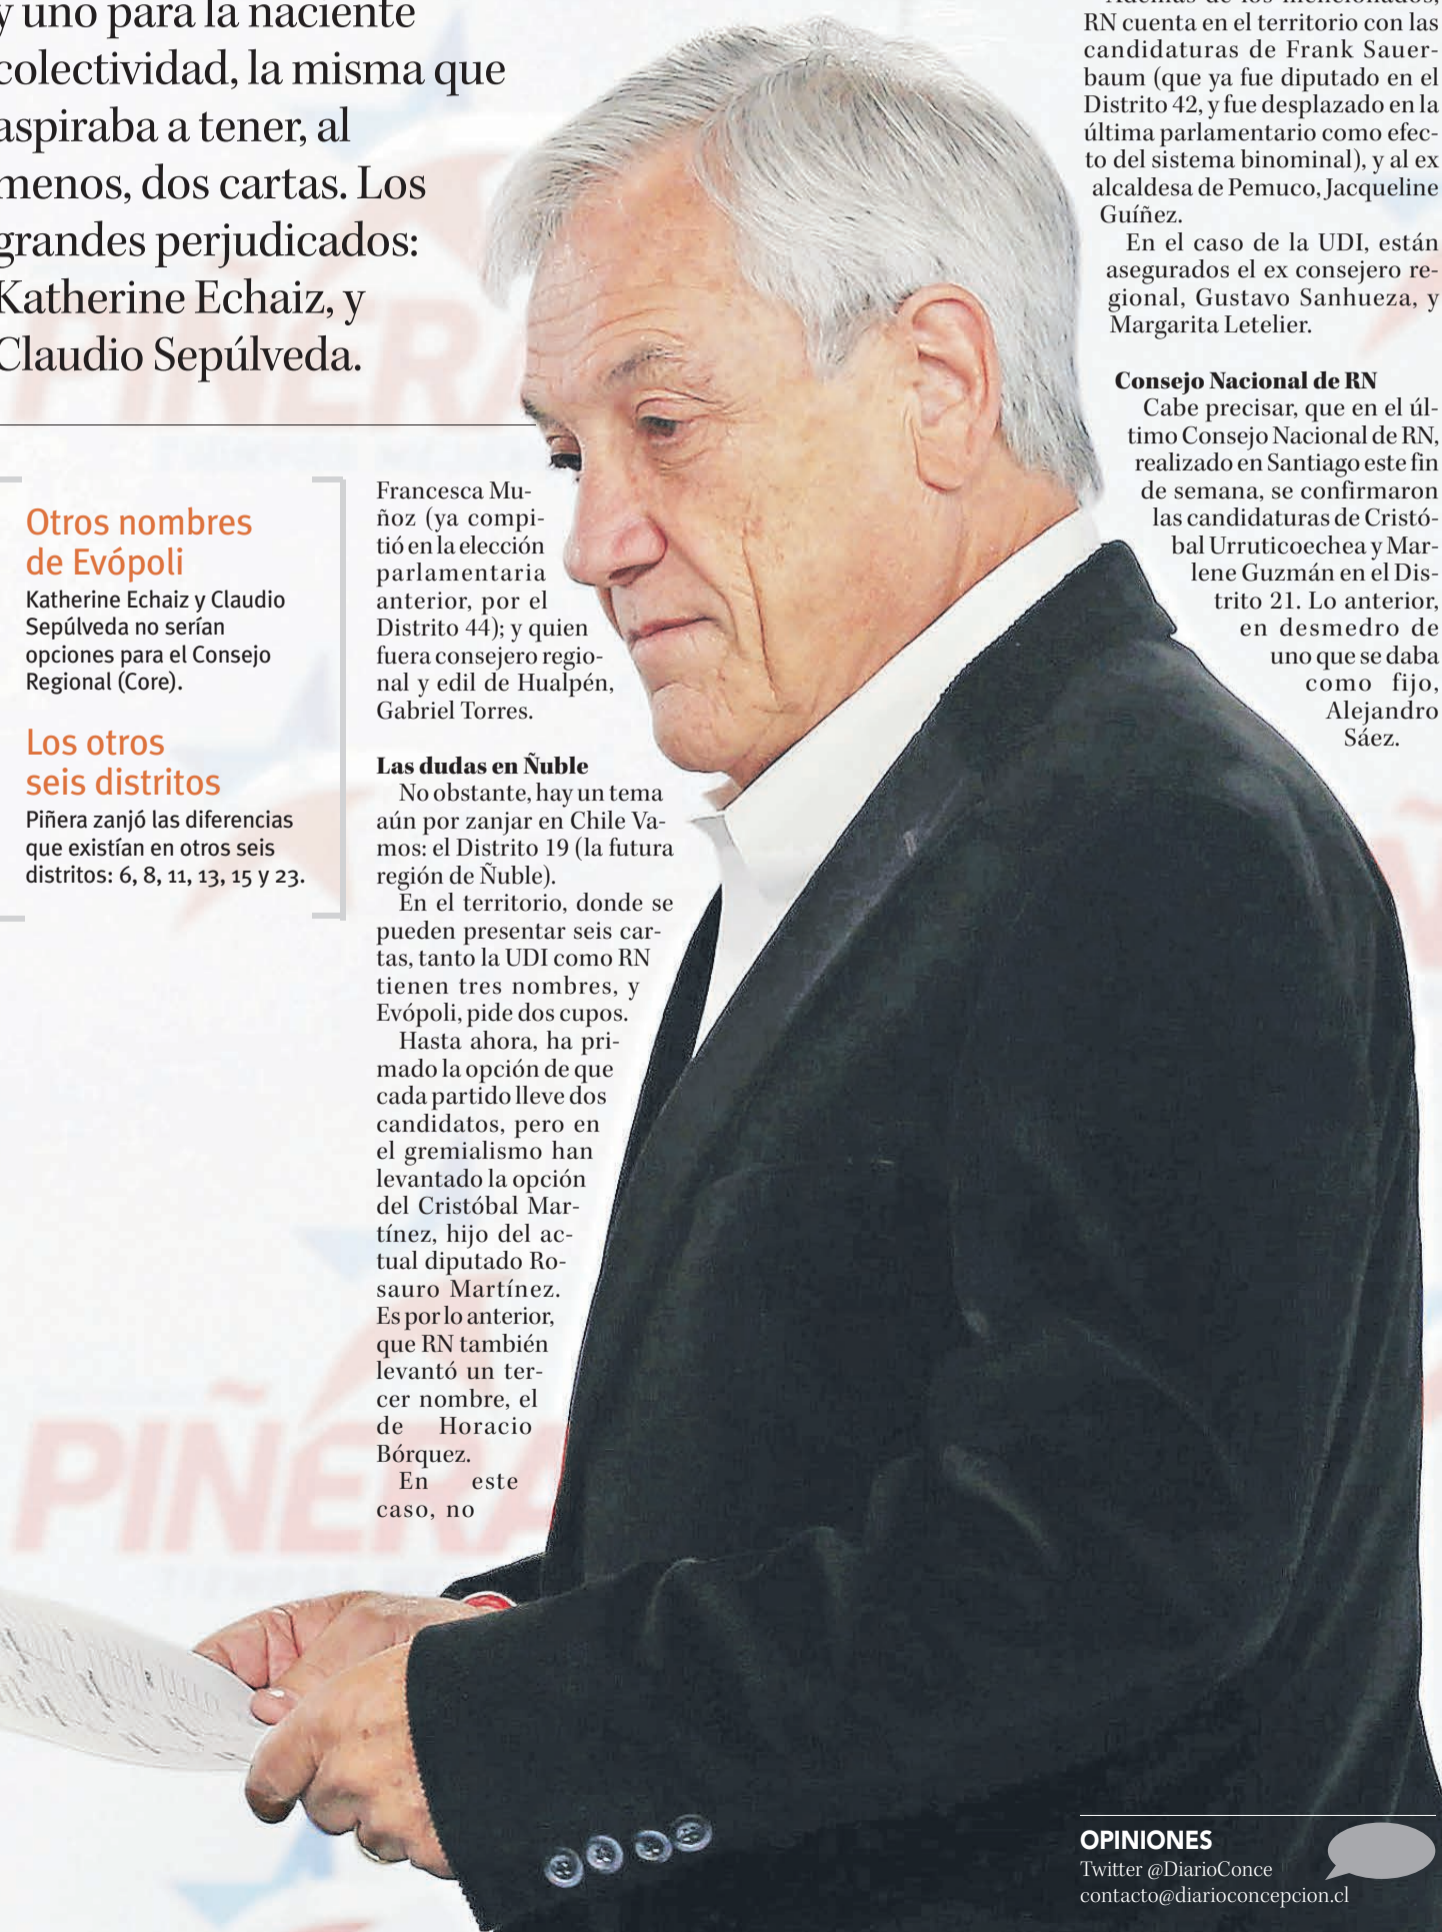 y uno para la naciente
colectividad, la misma que
aspiraba a tener, al
menos, dos cartas. Los
grandes perjudicados:
Katherine Echaiz, y
Claudio Sepúlveda.
Otros nombres
de Evópoli
Katherine Echaiz y Claudio
Sepúlveda no serían
opciones para el Consejo
Regional (Core).
Los otros
seis distritos
Piñera zanjó las diferencias
que existían en otros seis
distritos: 6, 8, 11, 13, 15 y 23.
Francesca Mu-
ñoz (ya compi-
tió en la elección
parlamentaria
anterior, por el
Distrito 44); y quien
fuera consejero regio-
nal y edil de Hualpén,
Gabriel Torres.
Las dudas en Ñuble
No obstante, hay un tema
aún por zanjar en Chile Va-
mos: el Distrito 19 (la futura
región de Ñuble).
En el territorio, donde se
pueden presentar seis car-
tas, tanto la UDI como RN
tienen tres nombres, y
Evópoli, pide dos cupos.
Hasta ahora, ha pri-
mado la opción de que
cada partido lleve dos
candidatos, pero en
el gremialismo han
levantado la opción
del Cristóbal Mar-
tínez, hijo del ac-
tual diputado Ro-
sauro Martínez.
Es por lo anterior,
que RN también
levantó un ter-
cer nombre, el
de Horacio
Bórquez.
En este
caso, no
Además de los mencionados,
RN cuenta en el territorio con las
candidaturas de Frank Sauer-
baum (que ya fue diputado en el
Distrito 42, y fue desplazado en la
última parlamentario como efec-
to del sistema binominal), y al ex
alcaldesa de Pemuco, Jacqueline
Guíñez.
En el caso de la UDI, están
asegurados el ex consejero re-
gional, Gustavo Sanhueza, y
Margarita Letelier.
Consejo Nacional de RN
Cabe precisar, que en el úl-
timo Consejo Nacional de RN,
realizado en Santiago este fin
de semana, se confirmaron
las candidaturas de Cristó-
bal Urruticoechea y Mar-
lene Guzmán en el Dis-
trito 21. Lo anterior,
en desmedro de
uno que se daba
como fijo,
Alejandro
Sáez.
PIÑERA
PIÑERA
OPINIONES
Twitter @DiarioConce
contacto@diarioconcepcion.cl